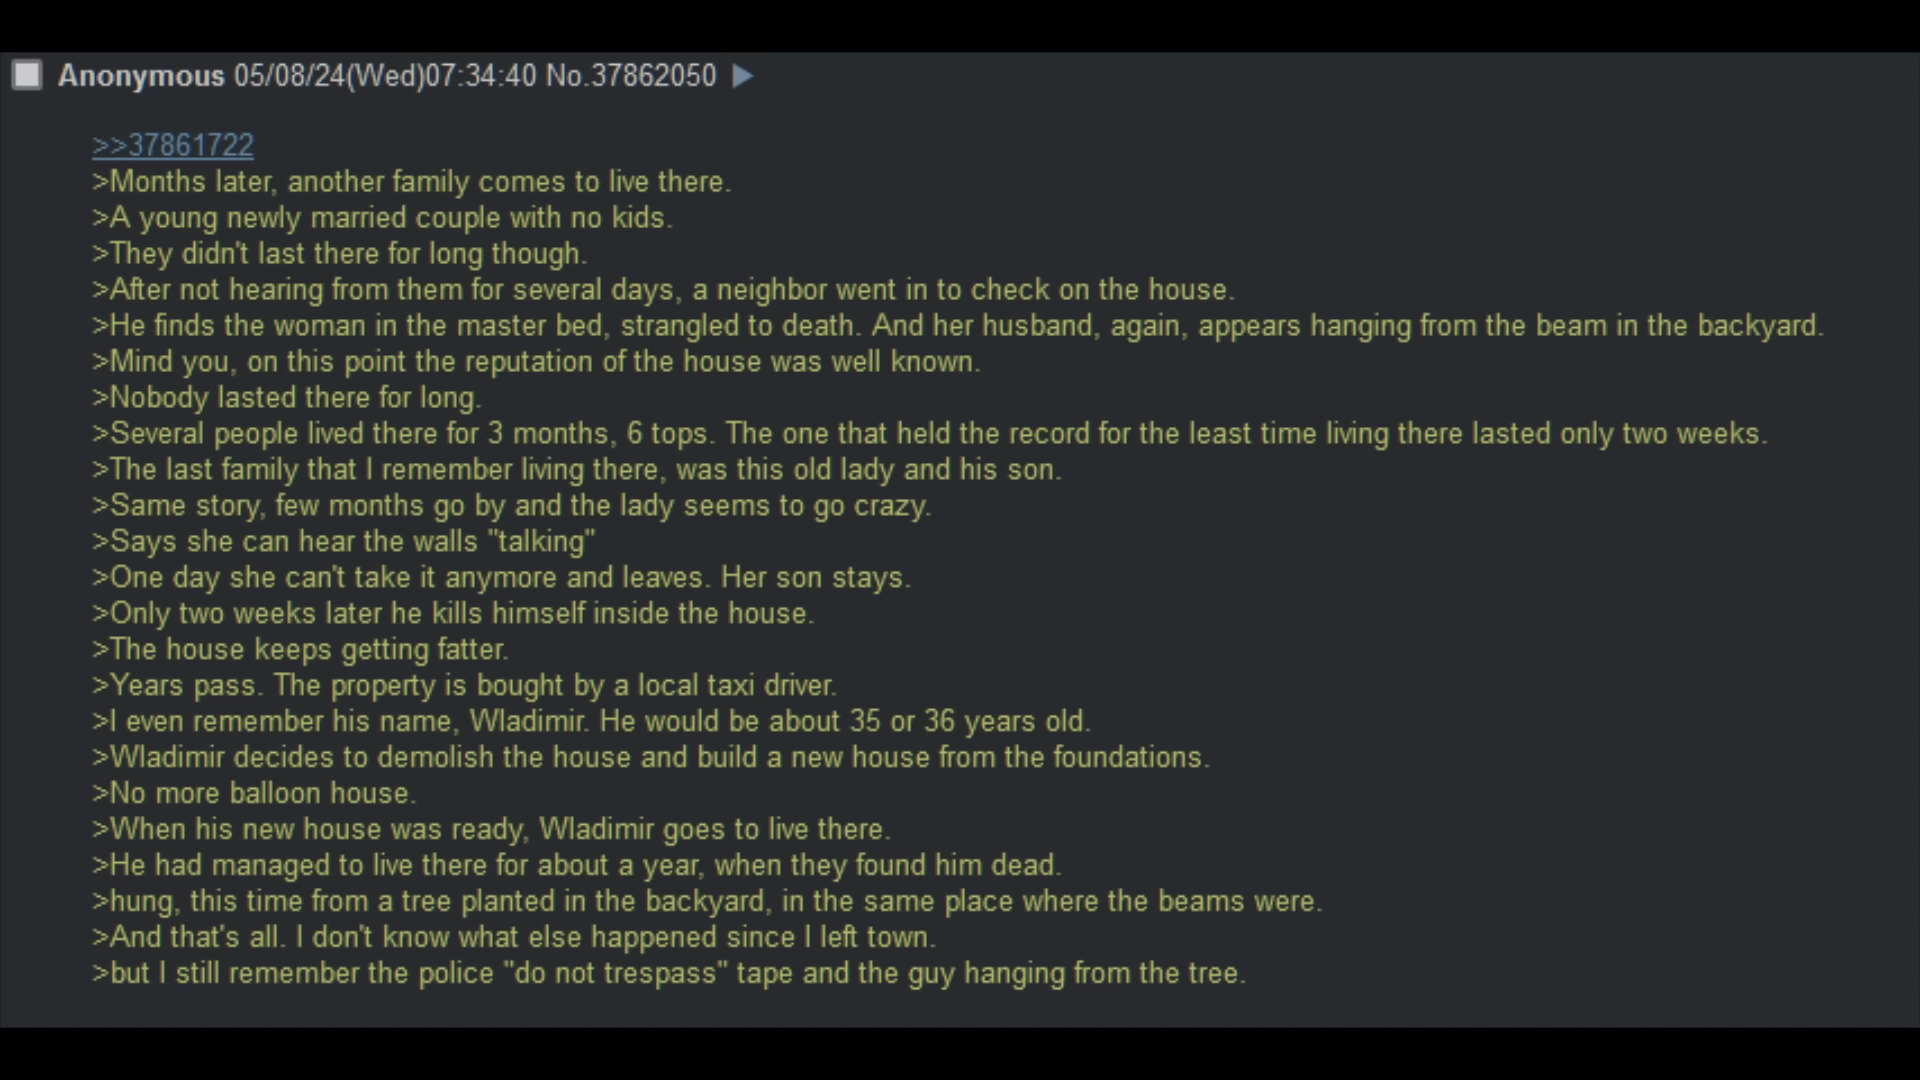 Anonymous 05/08/24(Wed)07:34:40 No.37862050
>>37861722
>Months later, another family comes to live there.
>A young newly married couple with no kids.
>They didn't last there for long though.
>After not hearing from them for several days, a neighbor went in to check on the house.
>He finds the woman in the master bed, strangled to death. And her husband, again, appears hanging from the beam in the backyard.
>Mind you, on this point the reputation of the house was well known.
>Nobody lasted there for long.
>Several people lived there for 3 months, 6 tops. The one that held the record for the least time living there lasted only two weeks.
>The last family that I remember living there, was this old lady and his son.
>Same story, few months go by and the lady seems to go crazy.
>Says she can hear the walls "talking"
>One day she can't take it anymore and leaves. Her son stays.
>Only two weeks later he kills himself inside the house.
>The house keeps getting fatter.
>Years pass. The property is bought by a local taxi driver.
>I even remember his name, Wladimir. He would be about 35 or 36 years old.
>Wladimir decides to demolish the house and build a new house from the foundations.
>No more balloon house.
>When his new house was ready, Wladimir goes to live there.
>He had managed to live there for about a year, when they found him dead.
>hung, this time from a tree planted in the backyard, in the same place where the beams were.
>And that's all. I don't know what else happened since I left town.
>but I still remember the police "do not trespass" tape and the guy hanging from the tree.